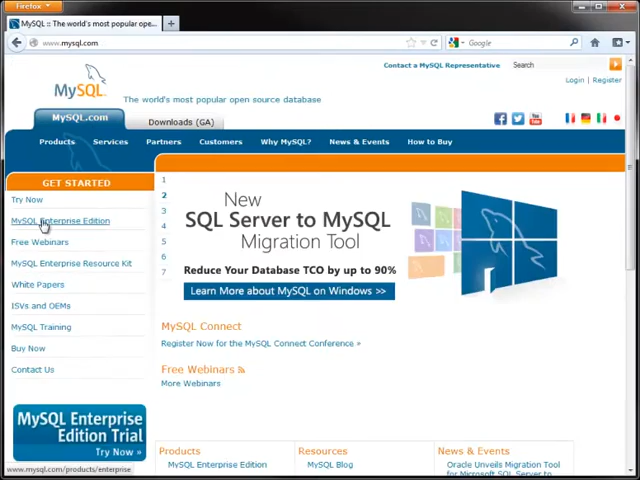 Firefox
MySQL :: The world's most popular ope...
www.mysql.com
Google
Contact a MySQL Representative
Search
Login | Register
MySQL
The world's most popular open source database
MySQL.com
Downloads (GA)
Products Services Partners Customers Why MySQL? News & Events How to Buy
GET STARTED
Try Now
MySQL Enterprise Edition
Free Webinars
MySQL Enterprise Resource Kit
White Papers
ISVs and OEMs
MySQL Training
Buy Now
Contact Us
MySQL Enterprise
Edition Trial
Try Now »
1
2
3
4
5
6
7
New
SQL Server to MySQL
Migration Tool
Reduce Your Database TCO by up to 90%
Learn More about MySQL on Windows >>
MySQL Connect
Register Now for the MySQL Connect Conference »
Free Webinars
More Webinars
Products
MySQL Enterprise Edition
Resources
MySQL Blog
News & Events
Oracle Unveils Migration Tool
for Microsoft SQL Server to
www.mysql.com/products/enterprise